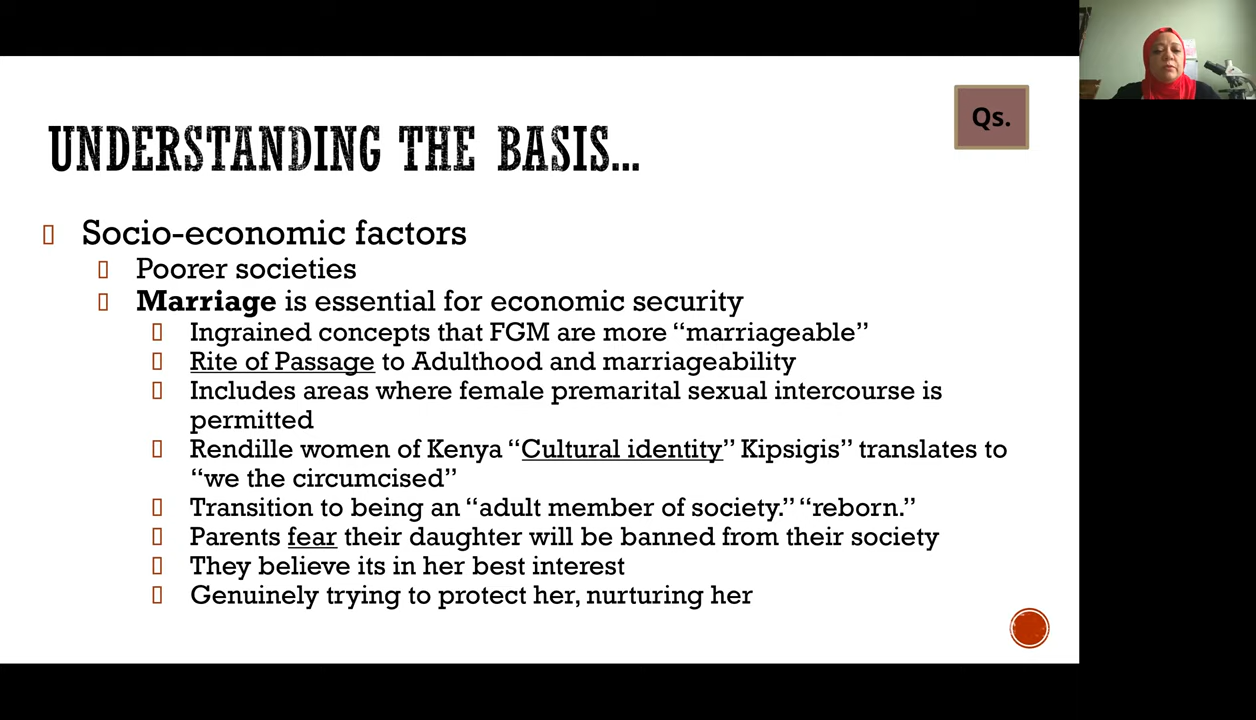 Qs.
UNDERSTANDING THE BASIS...
Socio-economic factors
Poorer societies
Marriage is essential for economic security
Ingrained concepts that FGM are more “marriageable”
Rite of Passage to Adulthood and marriageability
Includes areas where female premarital sexual intercourse is
permitted
Rendille women of Kenya “Cultural identity” Kipsigis” translates to
“we the circumcised”
Transition to being an “adult member of society.” “reborn.”
Parents fear their daughter will be banned from their society
They believe its in her best interest
Genuinely trying to protect her, nurturing her